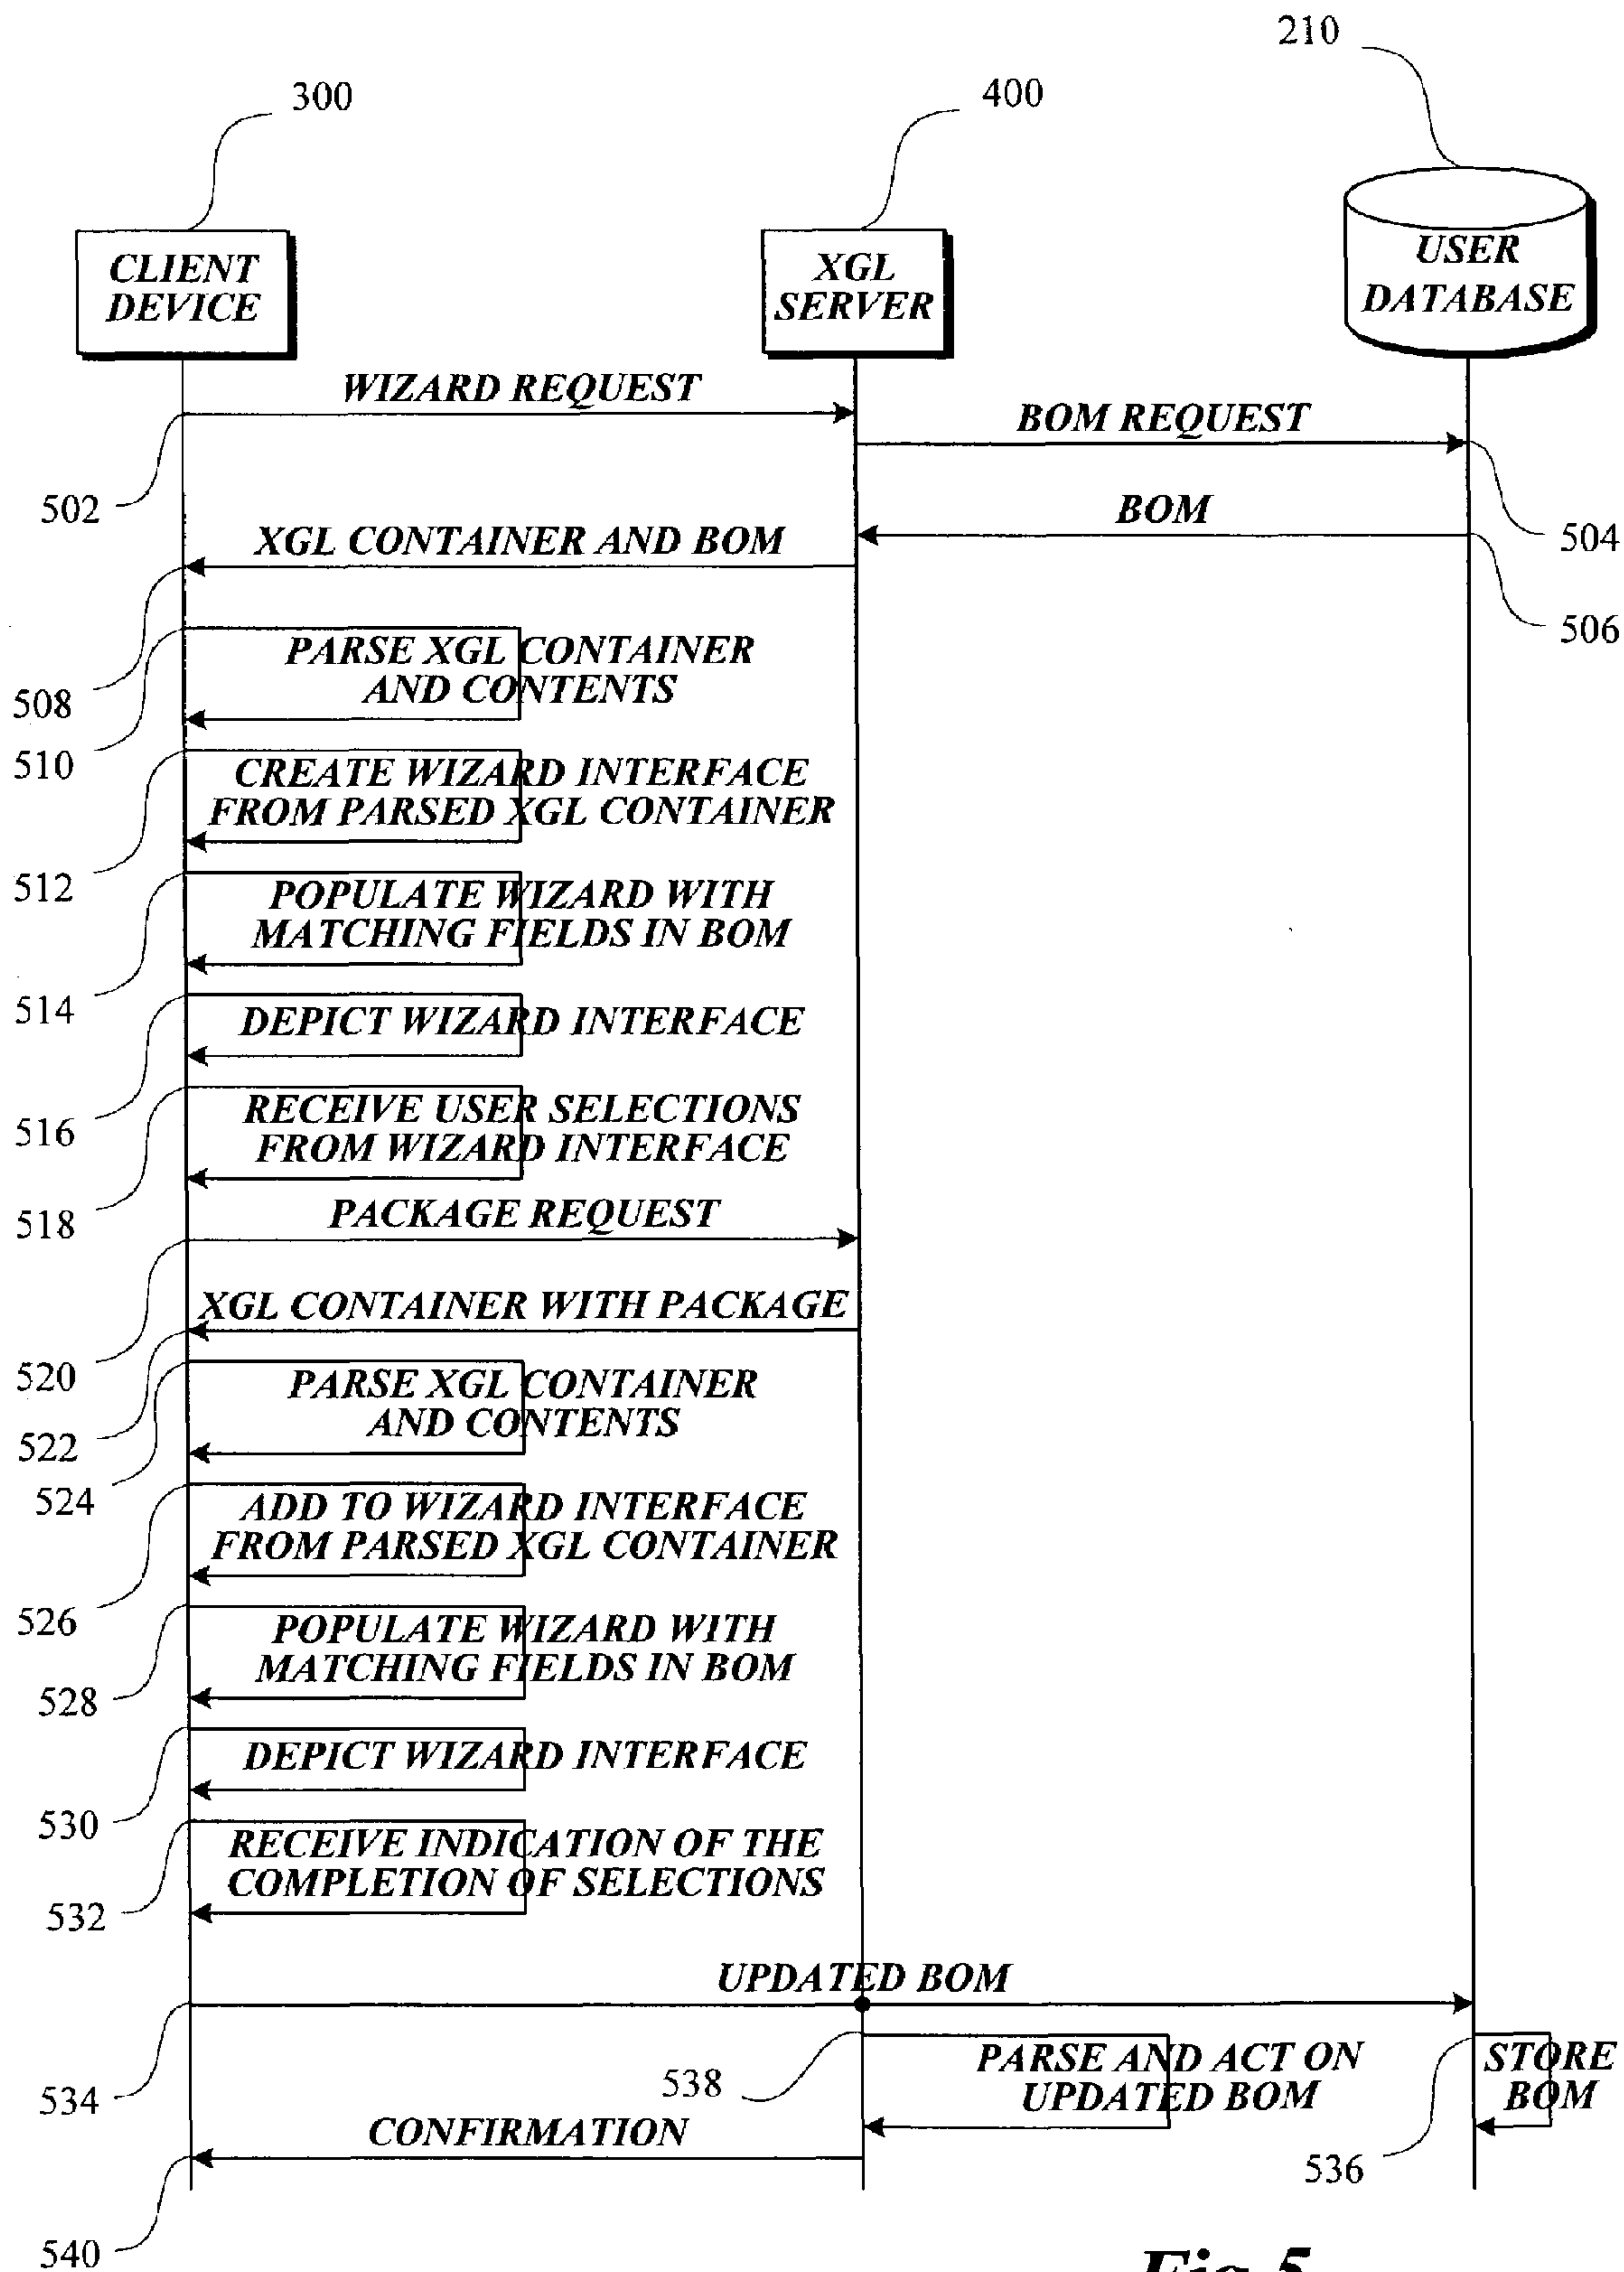 210
300
400
CLIENT
DEVICE
XGL
SERVER
USER
DATABASE
WIZARD REQUEST
BOM REQUEST
502
BOM
504
XGL CONTAINER AND BOM
506
PARSE XGL CONTAINER
AND CONTENTS
508
510
CREATE WIZARD INTERFACE
FROM PARSED XGL CONTAINER
512
POPULATE WIZARD WITH
MATCHING FIELDS IN BOM
514
DEPICT WIZARD INTERFACE
516
RECEIVE USER SELECTIONS
FROM WIZARD INTERFACE
518
PACKAGE REQUEST
XGL CONTAINER WITH PACKAGE
520
PARSE XGL CONTAINER
AND CONTENTS
522
524
ADD TO WIZARD INTERFACE
FROM PARSED XGL CONTAINER
526
POPULATE WIZARD WITH
MATCHING FIELDS IN BOM
528
DEPICT WIZARD INTERFACE
530
RECEIVE INDICATION OF THE
COMPLETION OF SELECTIONS
532
UPDATED BOM
534
538
PARSE AND ACT ON
UPDATED BOM
STORE
BOM
CONFIRMATION
536
540
Fig.5